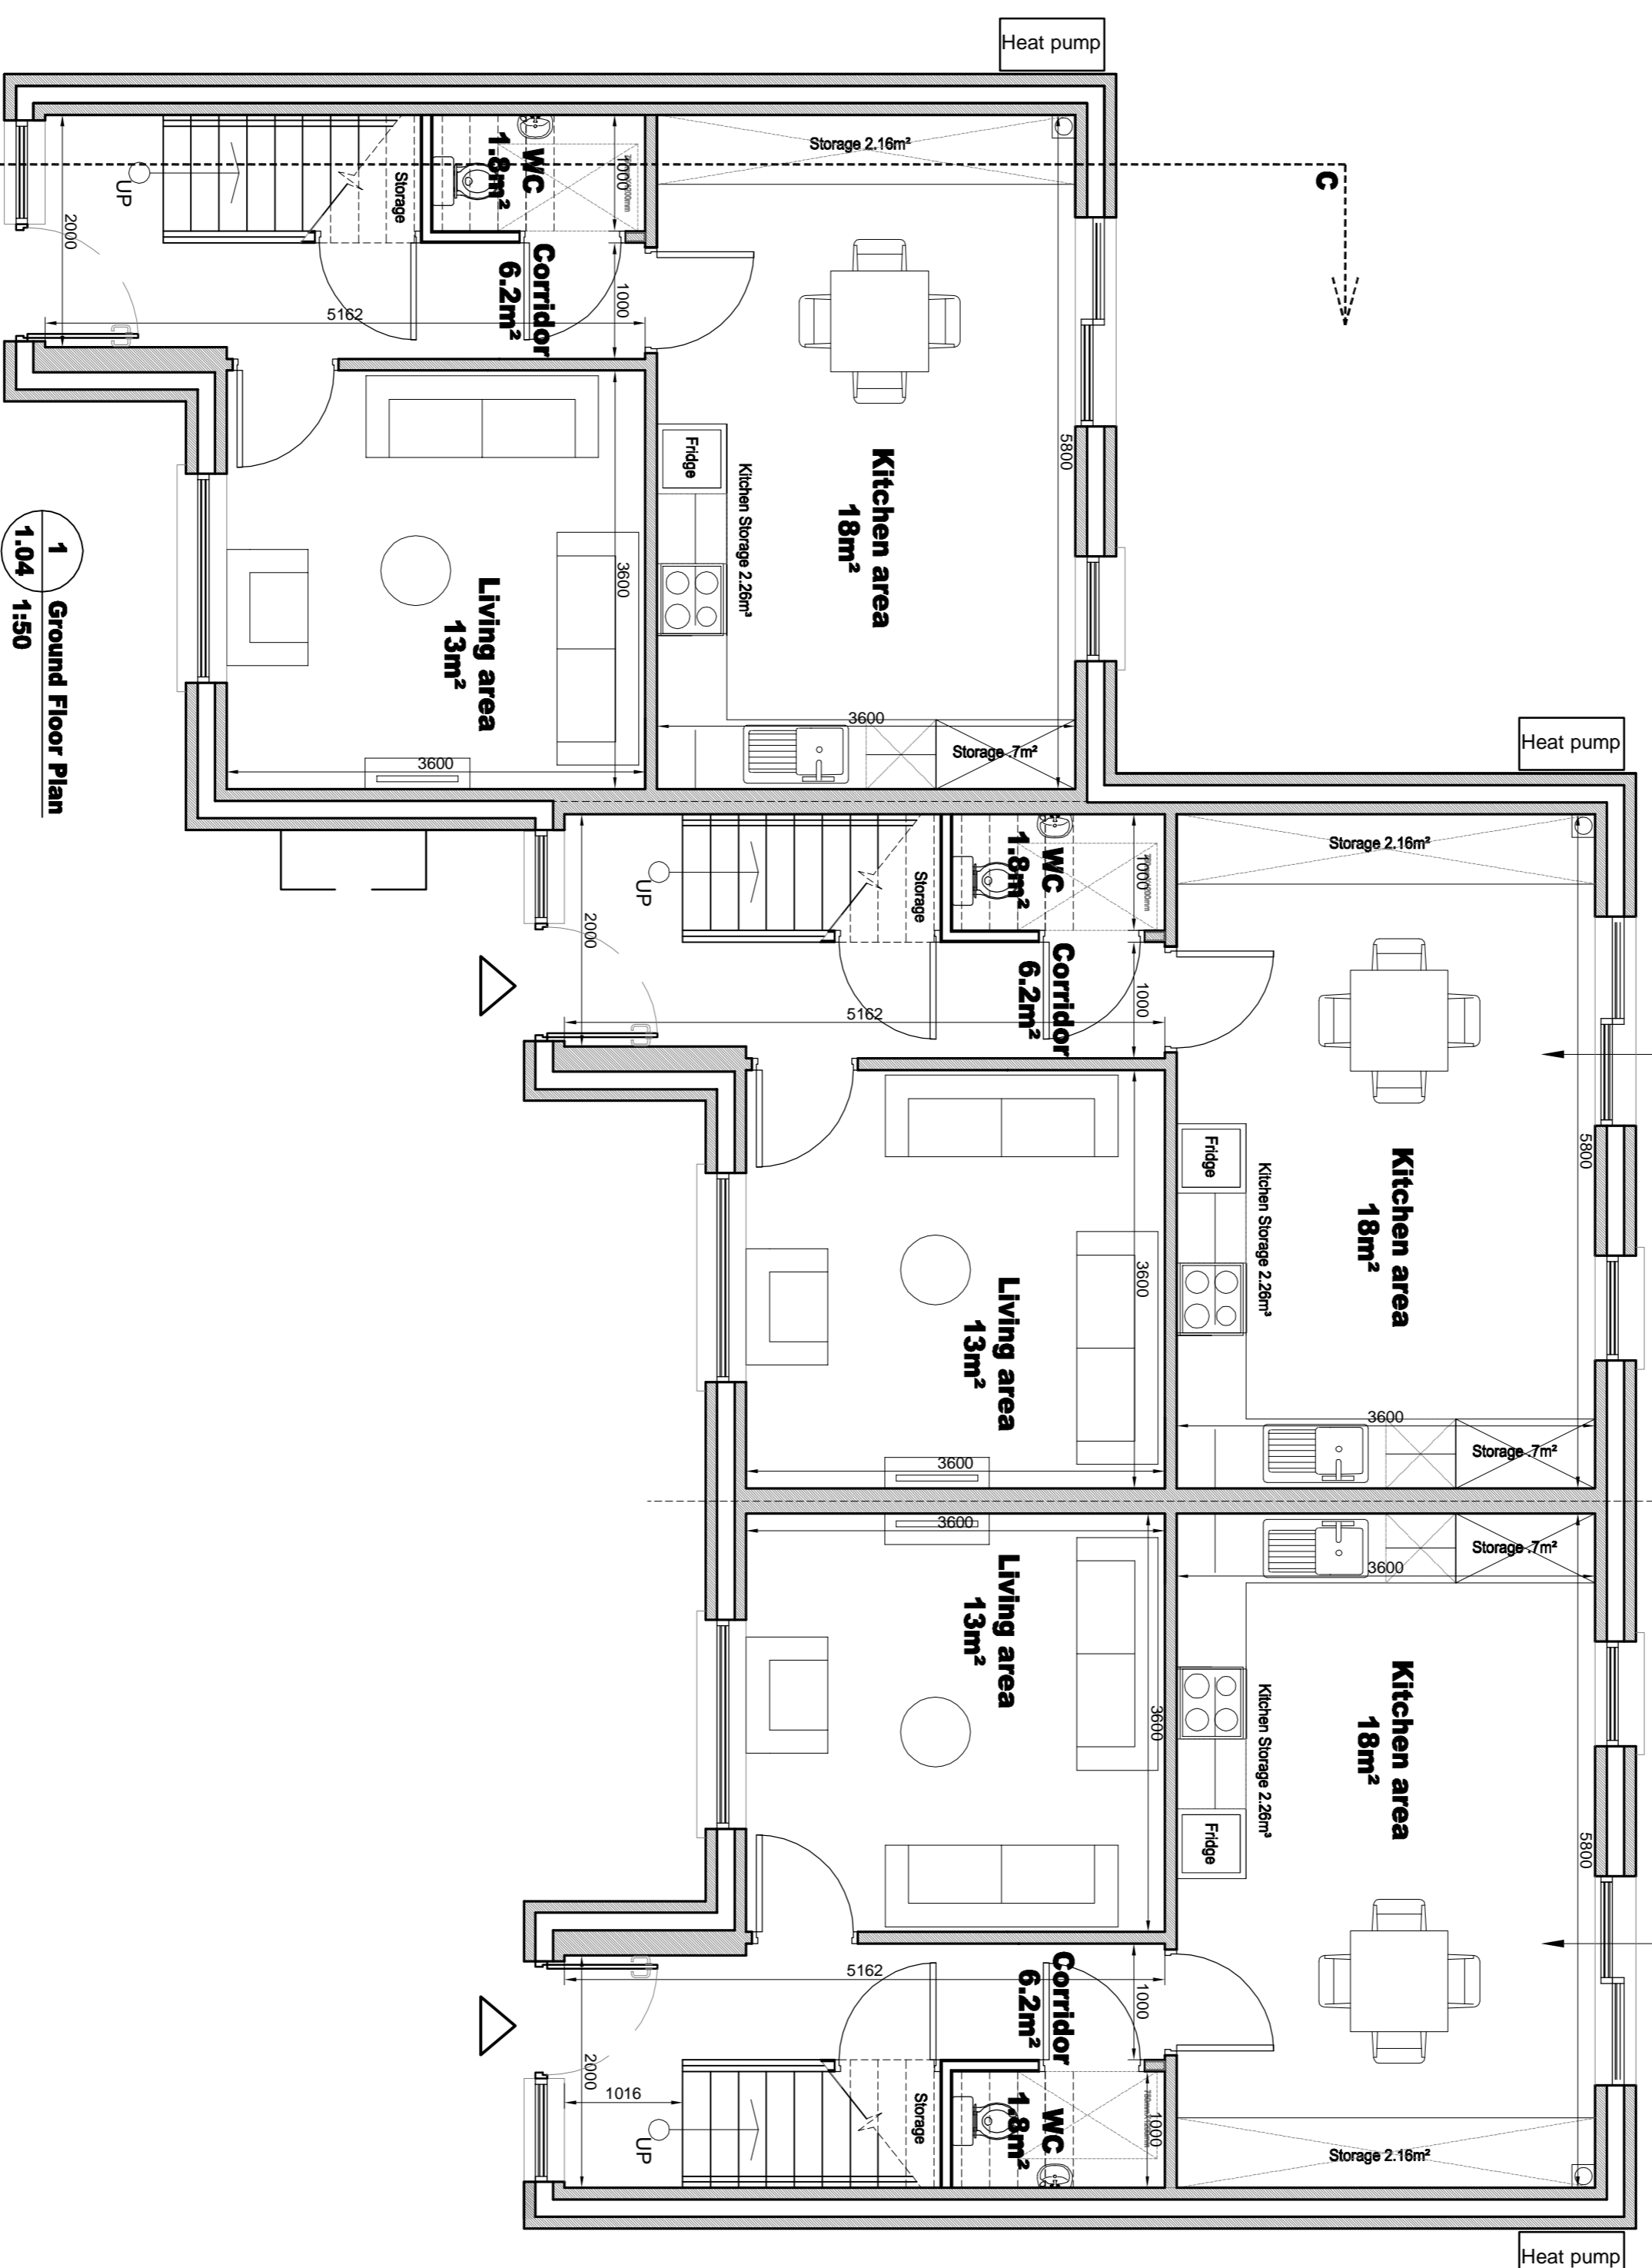 Heat pump
Storage 2.16m²
C
WC
1.8m²
1000
Storage
UP
2000
Corridor
6.2m²
1000
5162
Kitchen area
18m²
5800
Fridge
Kitchen Storage 2.26m³
3600
Storage .7m²
Living area
13m²
3600
3600
1
1.04
Ground Floor Plan
1:50
Heat pump
Storage 2.16m²
WC
1.8m²
1000
Storage
UP
2000
Corridor
6.2m²
1000
5162
Kitchen area
18m²
5800
Fridge
Kitchen Storage 2.26m³
3600
Storage .7m²
Living area
13m²
3600
3600
Storage .7m²
3600
Kitchen area
18m²
5800
Kitchen Storage 2.26m³
Fridge
3600
Living area
13m²
3600
Corridor
6.2m²
1000
5162
WC
1.8m²
1000
Storage
UP
1016
2000
Storage 2.16m²
Heat pump